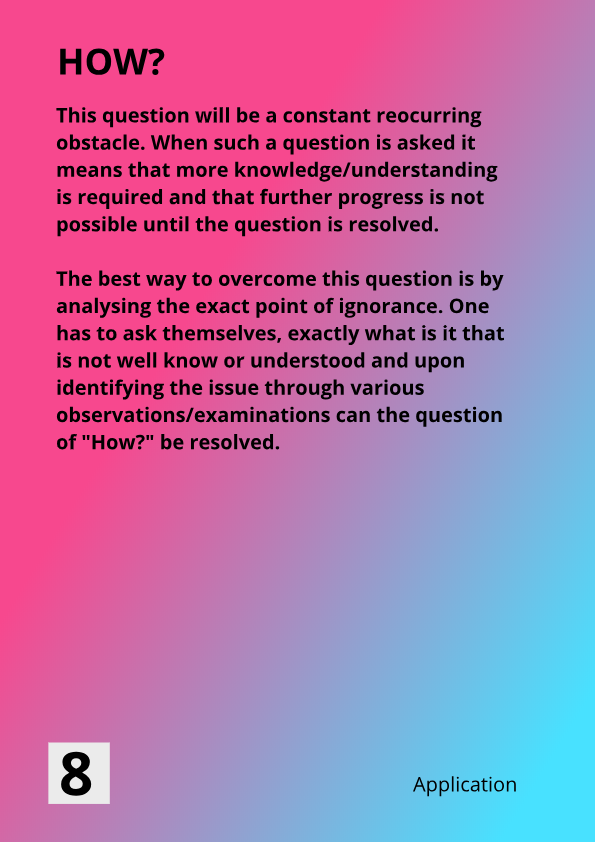 HOW?
This question will be a constant reocurring
obstacle. When such a question is asked it
means that more knowledge/understanding
is required and that further progress is not
possible until the question is resolved.
The best way to overcome this question is by
analysing the exact point of ignorance. One
has to ask themselves, exactly what is it that
is not well know or understood and upon
identifying the issue through various
observations/examinations can the question
of "How?" be resolved.
8
Application